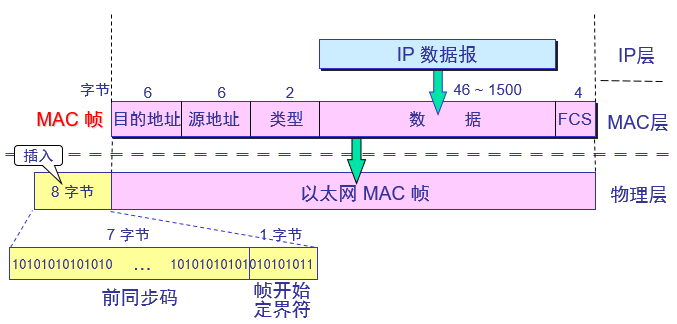 IP 数据报
IP层
字节
6
6
2
46 ~ 1500
4
MAC 帧
目的地址
源地址
类型
数 据
FCS
MAC层
插入
8 字节
以太网 MAC 帧
物理层
7 字节
1 字节
10101010101010 … 10101010101010101011
前同步码
帧开始
定界符